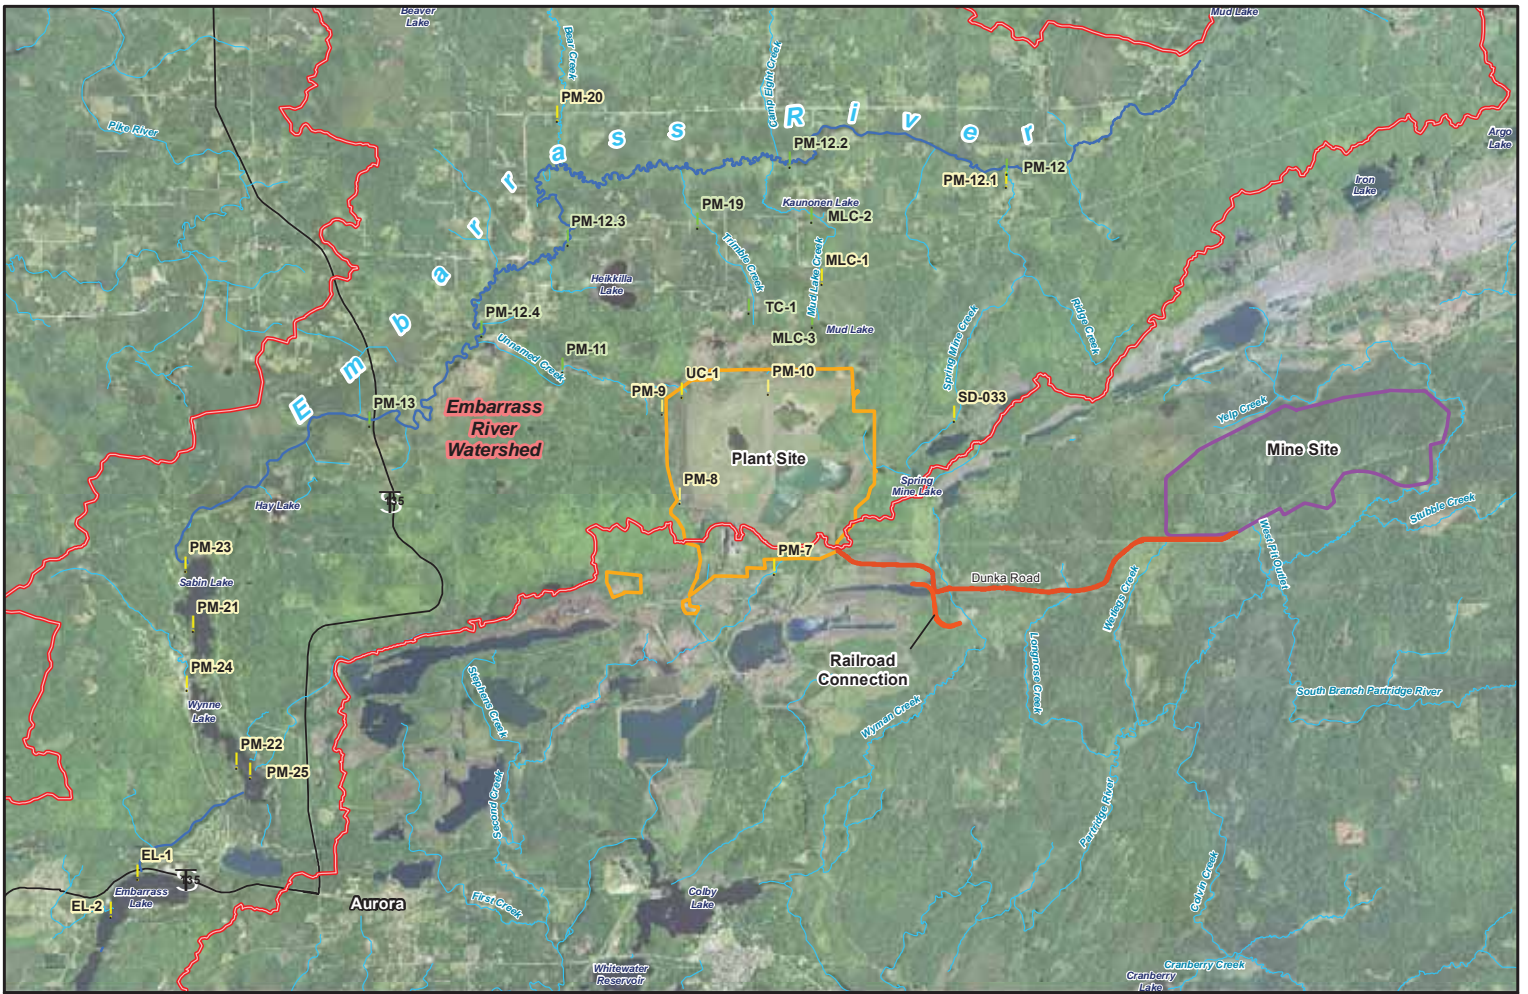 Beaver
Lake
Mud Lake
Bear Creek
Camp Eight Creek
PM-20
Pike River
Embarrass River
PM-12.2
PM-12
PM-12.1
Argo
Lake
Iron
Lake
Kaunonen Lake
PM-19
MLC-2
PM-12.3
Trimble Creek
Mud Lake Creek
MLC-1
Heikkilla
Lake
TC-1
PM-12.4
Mud Lake
MLC-3
Unnamed Creek
PM-11
Spring Mine Creek
Ridge Creek
UC-1
PM-10
PM-9
PM-13
SD-033
Embarrass
River
Watershed
Yelp Creek
Mine Site
Plant Site
PM-8
Spring
Mine Lake
Hay Lake
135
Stubble Creek
West Pit Outlet
PM-23
PM-7
Sabin Lake
Dunka Road
Wetlegs Creek
PM-21
Longnose Creek
Railroad
Connection
PM-24
Stephens Creek
South Branch Partridge River
Wynne
Lake
Wyman Creek
PM-22
PM-25
Second Creek
Partridge River
EL-1
135
Embarrass
Lake
EL-2
Aurora
First Creek
Colby
Lake
Colvin Creek
Whitewater
Reservoir
Cranberry Creek
Cranberry
Lake